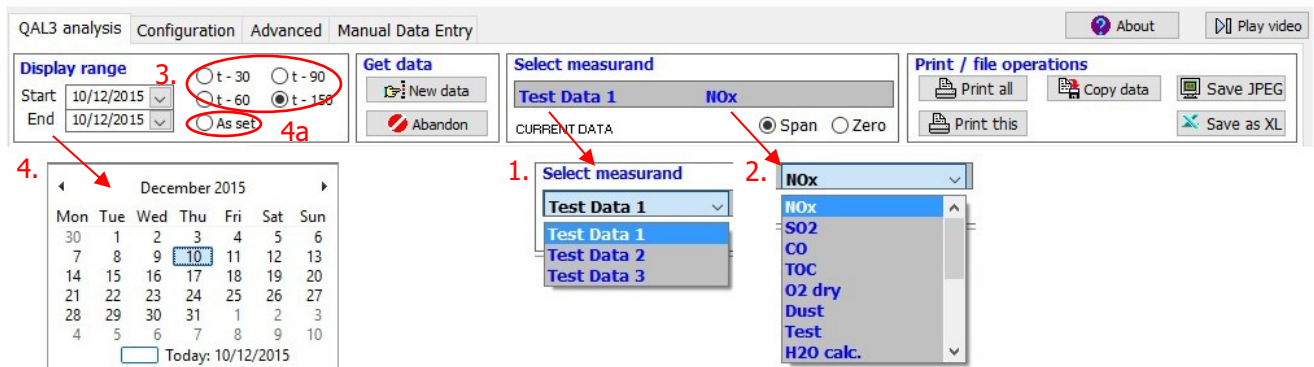 QAL3 analysis Configuration Advanced Manual Data Entry About Play video
Display range
3.
t - 30 t - 90
Start 10/12/2015
t - 60 t - 150
End 10/12/2015
As set
4a
Get data
New data
Abandon
Select measurand
Test Data 1 NOx
CURRENT DATA Span Zero
Print / file operations
Print all Copy data Save JPEG
Print this Save as XL
4.
December 2015
Mon Tue Wed Thu Fri Sat Sun
30 1 2 3 4 5 6
7 8 9 10 11 12 13
14 15 16 17 18 19 20
21 22 23 24 25 26 27
28 29 30 31 1 2 3
4 5 6 7 8 9 10
Today: 10/12/2015
1.
Select measurand
Test Data 1
Test Data 1
Test Data 2
Test Data 3
2.
NOx
NOx
SO2
CO
TOC
O2 dry
Dust
Test
H2O calc.